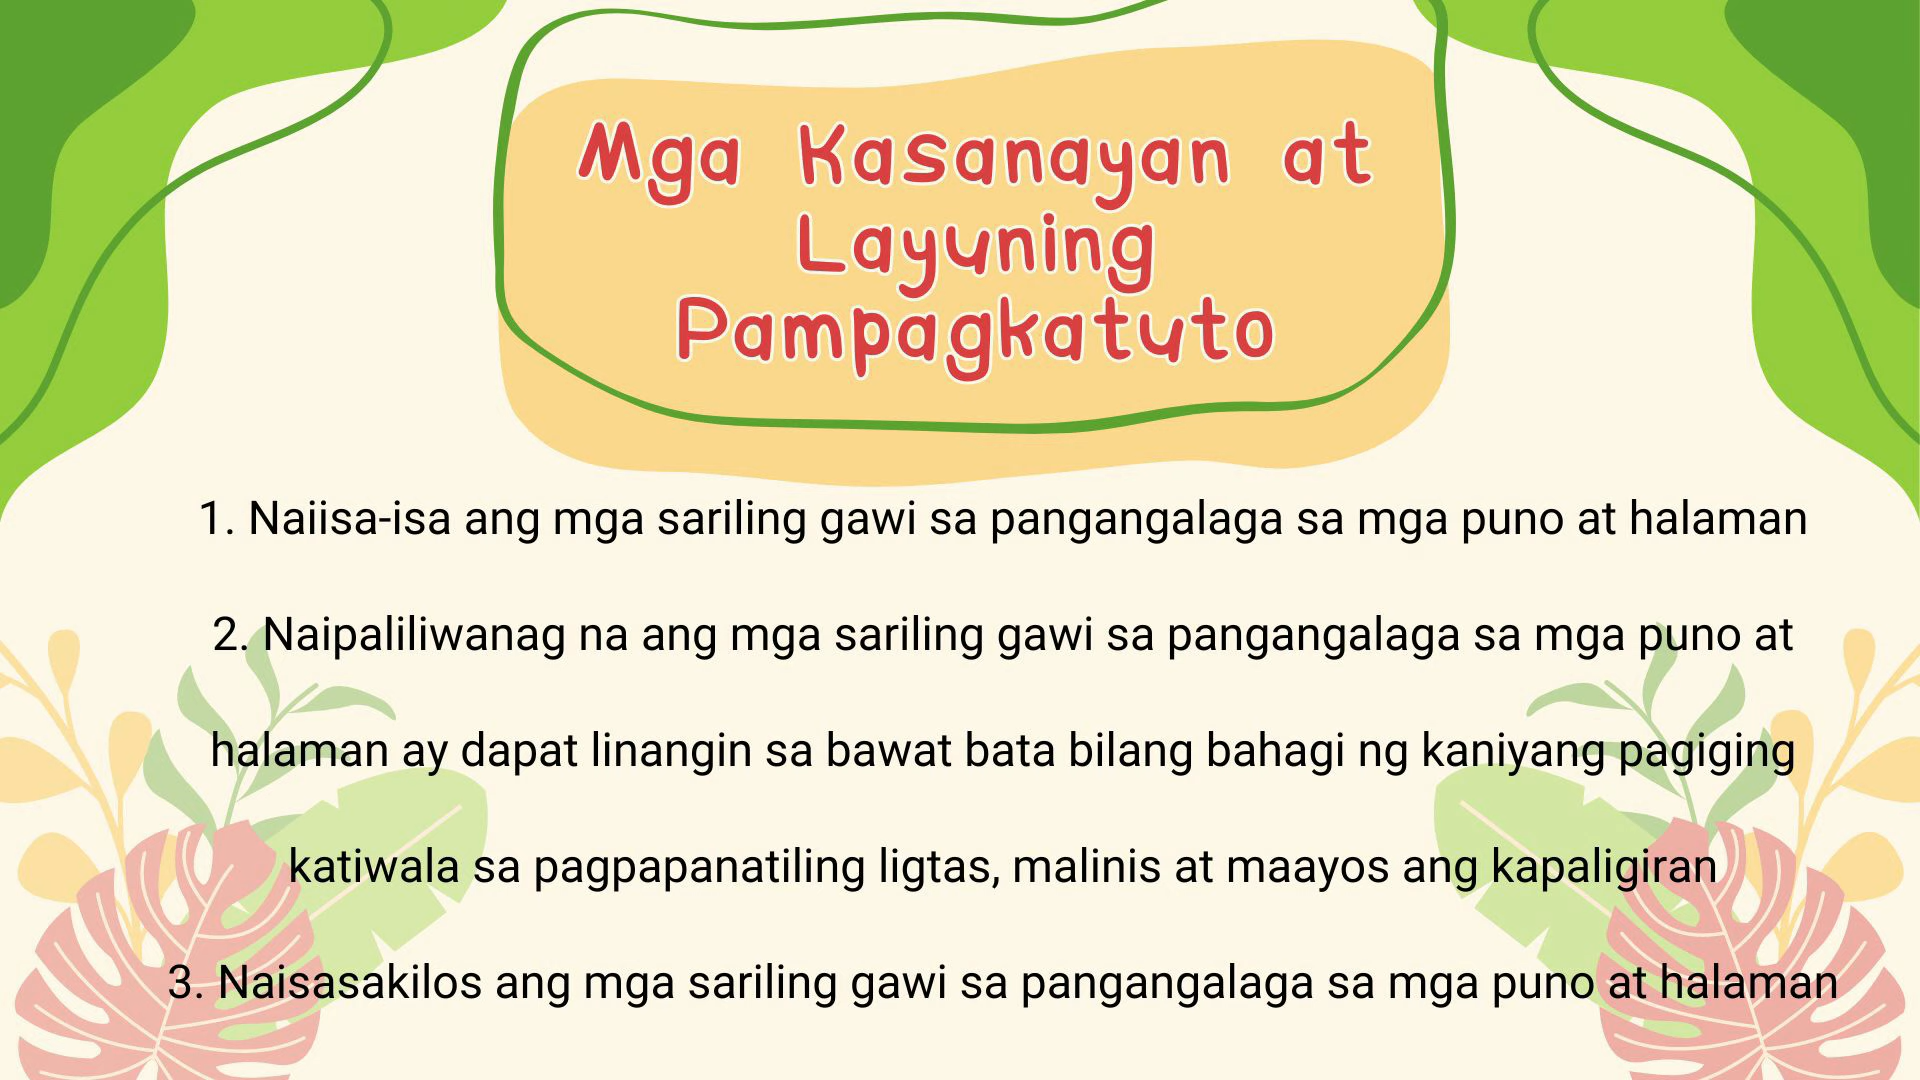 Mga Kasanayan at
Layuning
Pampagkatuto
1. Naiisa-isa ang mga sariling gawi sa pangangalaga sa mga puno at halaman
2. Naipaliliwanag na ang mga sariling gawi sa pangangalaga sa mga puno at
halaman ay dapat linangin sa bawat bata bilang bahagi ng kaniyang pagiging
katiwala sa pagpapanatiling ligtas, malinis at maayos ang kapaligiran
3. Naisasakilos ang mga sariling gawi sa pangangalaga sa mga puno at halaman